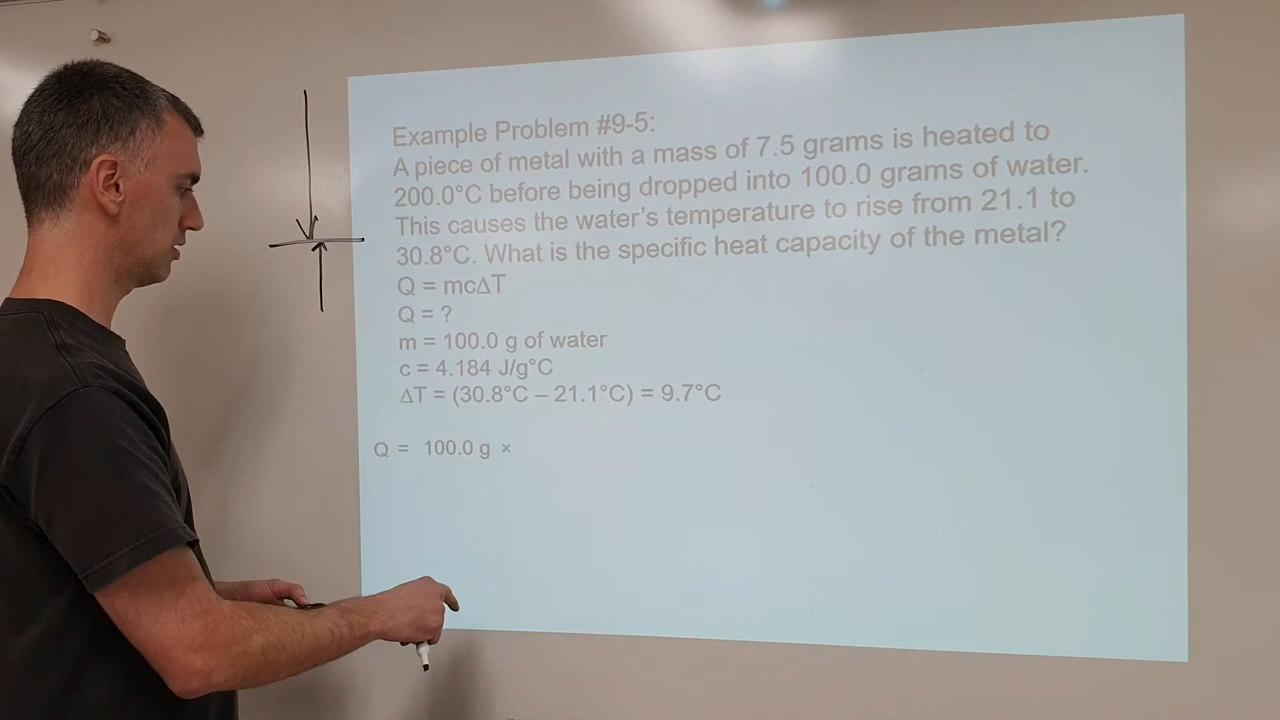 Example Problem #9-5:
A piece of metal with a mass of 7.5 grams is heated to
200.0°C before being dropped into 100.0 grams of water.
This causes the water's temperature to rise from 21.1 to
30.8°C. What is the specific heat capacity of the metal?
Q = mcΔT
Q = ?
m = 100.0 g of water
c = 4.184 J/g°C
ΔT = (30.8°C – 21.1°C) = 9.7°C
Q = 100.0 g ×